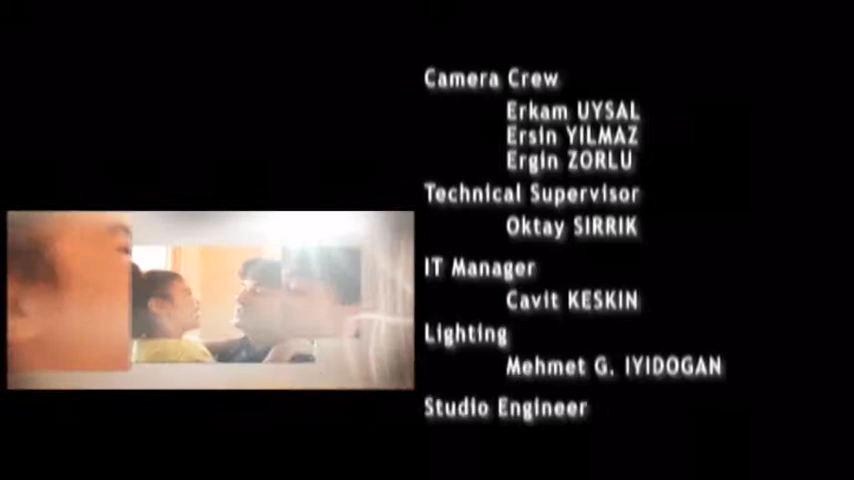 Camera Crew
Erkam UYSAL
Ersin YILMAZ
Ergin ZORLU
Technical Supervisor
Oktay SIRRIK
IT Manager
Cavit KESKIN
Lighting
Mehmet G. IYIDOGAN
Studio Engineer